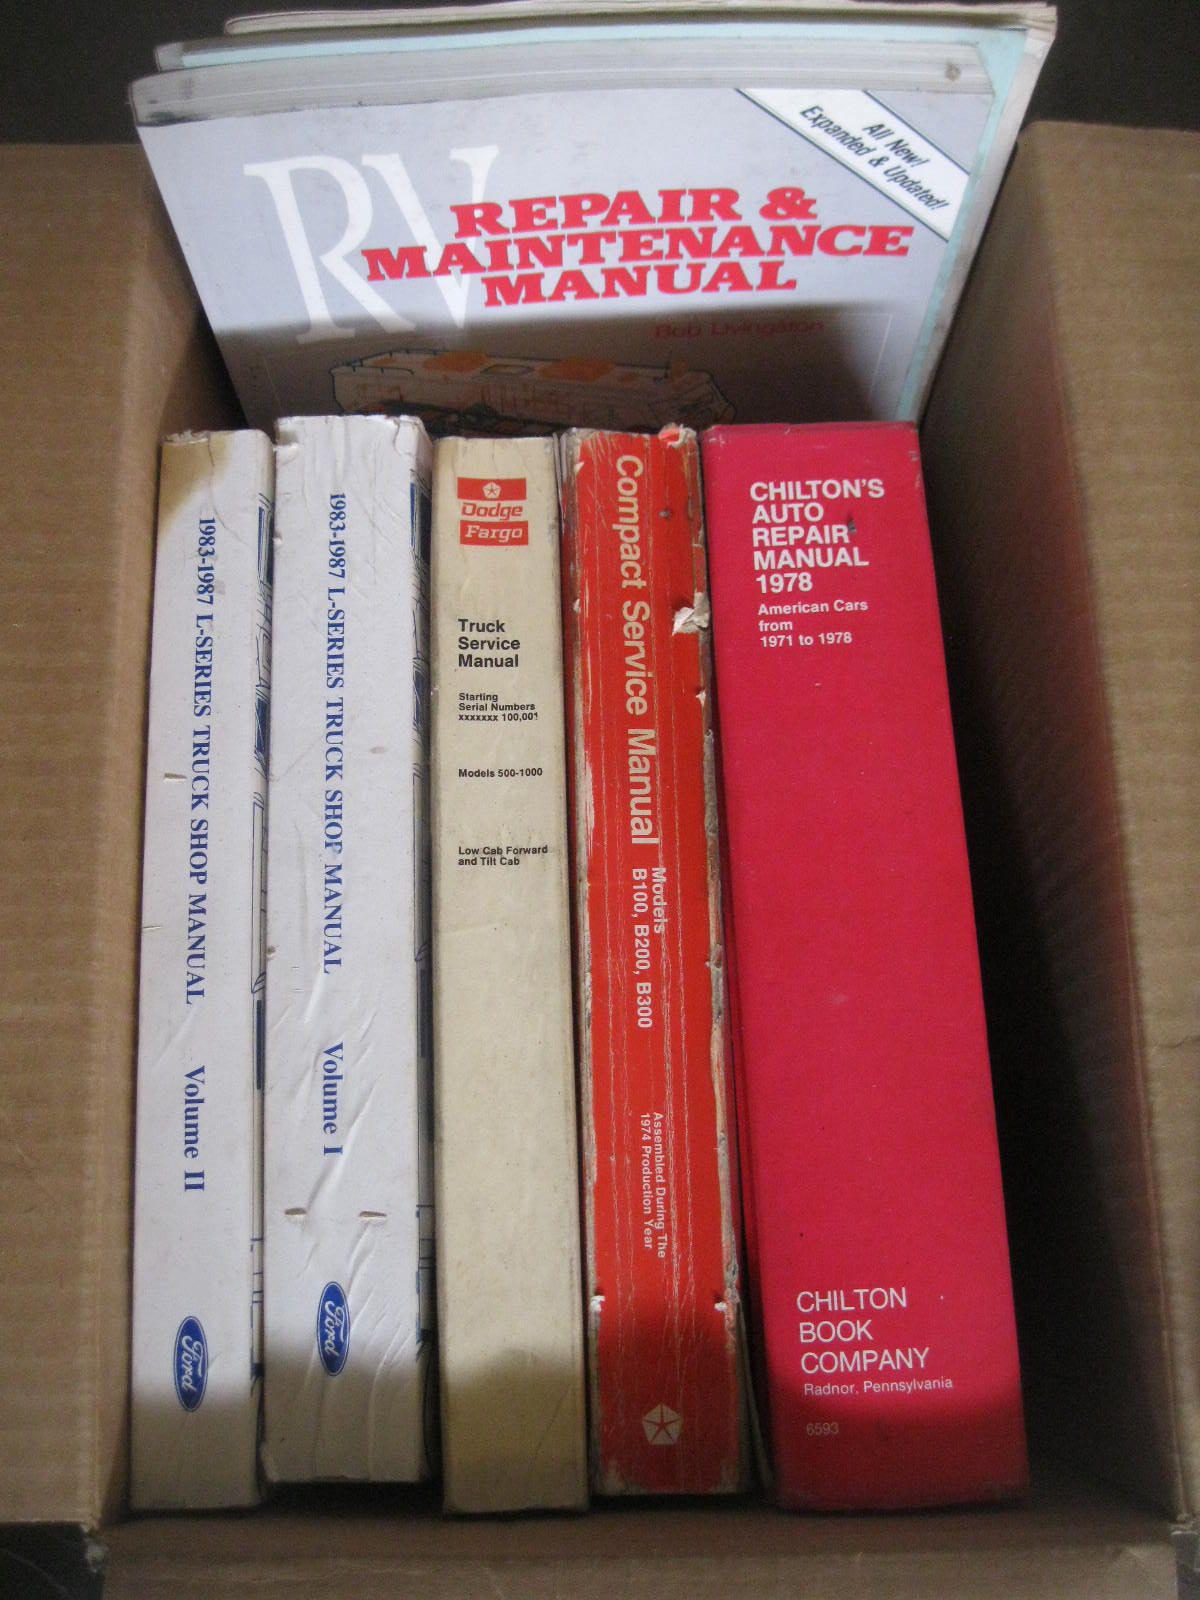 RV
REPAIR &
MAINTENANCE
MANUAL
All New!
Expanded & Updated!
Bob Livingston
1983-1987 L-SERIES TRUCK SHOP MANUAL Volume II
Ford
1983-1987 L-SERIES TRUCK SHOP MANUAL Volume I
Ford
Dodge
Fargo
Truck
Service
Manual
Starting
Serial Numbers
xxxxxxx 100,001
Models 500-1000
Low Cab Forward
and Tilt Cab
Compact Service Manual
Models
B100, B200, B300
Assembled During The
1974 Production Year
CHILTON'S
AUTO
REPAIR
MANUAL
1978
American Cars
from
1971 to 1978
CHILTON
BOOK
COMPANY
Radnor, Pennsylvania
6593